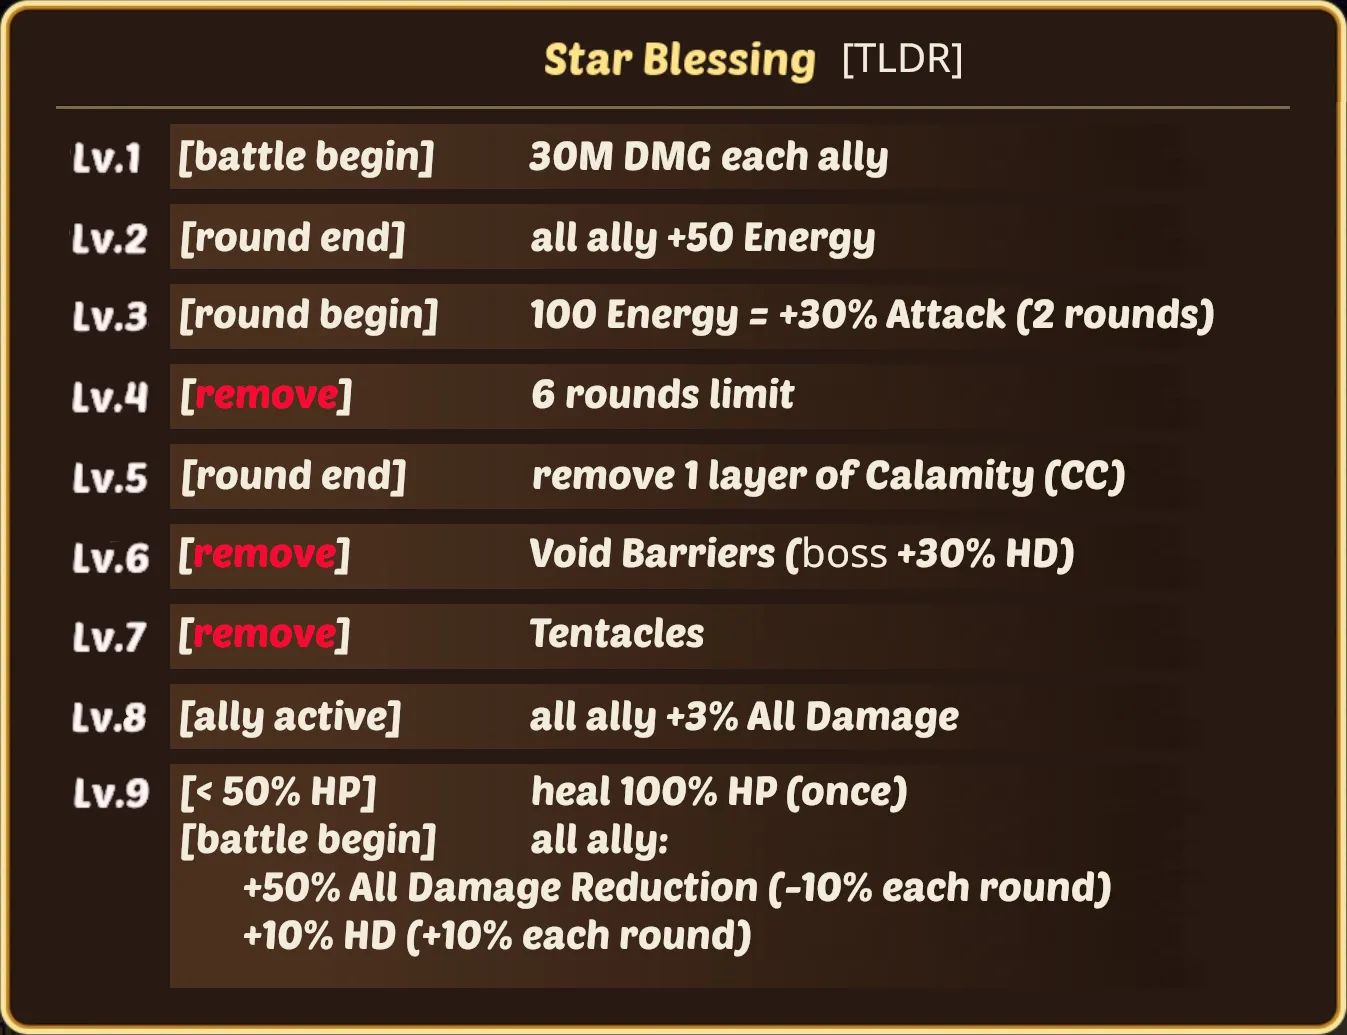 Star Blessing [TLDR]
Lv.1 [battle begin] 30M DMG each ally
Lv.2 [round end] all ally +50 Energy
Lv.3 [round begin] 100 Energy = +30% Attack (2 rounds)
Lv.4 [remove] 6 rounds limit
Lv.5 [round end] remove 1 layer of Calamity (CC)
Lv.6 [remove] Void Barriers (boss +30% HD)
Lv.7 [remove] Tentacles
Lv.8 [ally active] all ally +3% All Damage
Lv.9 [< 50% HP] heal 100% HP (once)
[battle begin] all ally:
+50% All Damage Reduction (-10% each round)
+10% HD (+10% each round)